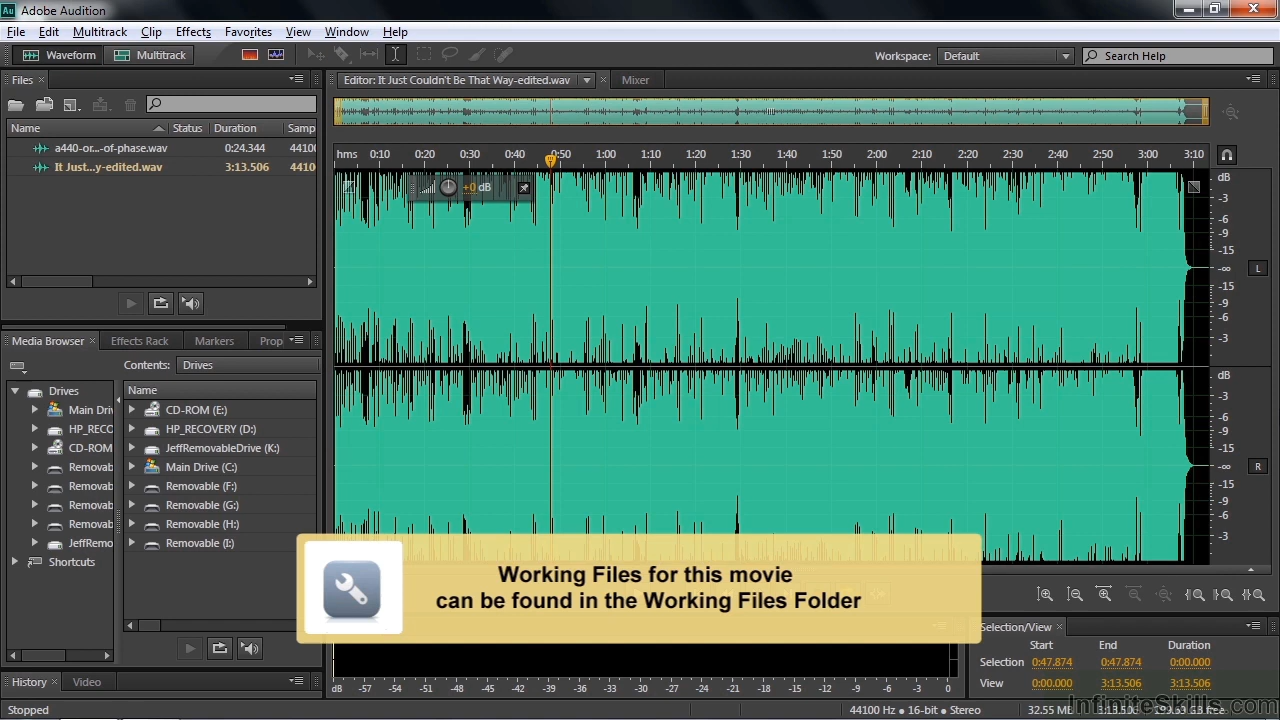 Au Adobe Audition
File Edit Multitrack Clip Effects Favorites View Window Help
Waveform Multitrack Workspace: Default Search Help
Files × Editor: It Just Couldn't Be That Way-edited.wav × Mixer
Name Status Duration Samp
a440-or...-of-phase.wav 0:24.344 44100
It Just...y-edited.wav 3:13.506 44100
hms 0:10 0:20 0:30 0:40 0:50 1:00 1:10 1:20 1:30 1:40 1:50 2:00 2:10 2:20 2:30 2:40 2:50 3:00 3:10
+0 dB
dB
-3
-6
-9
-15
-∞ L
-15
-9
-6
-3
dB
-3
-6
-9
-15
-∞ R
-15
-9
-6
-3
Media Browser × Effects Rack Markers Prop
Contents: Drives
Drives Name
Main Driv CD-ROM (E:)
HP_RECO HP_RECOVERY (D:)
CD-ROM JeffRemovableDrive (K:)
Removab Main Drive (C:)
Removab Removable (F:)
Removab Removable (G:)
Removab Removable (H:)
JeffRemo Removable (I:)
Shortcuts
Working Files for this movie
can be found in the Working Files Folder
Selection/View ×
Start End Duration
Selection 0:47.874 0:47.874 0:00.000
View 0:00.000 3:13.506 3:13.506
History × Video
dB -57 -54 -51 -48 -45 -42 -39 -36 -33 -30 -27 -24 -21 -18 -15 -12 -9 -6 -3 0
Stopped 44100 Hz • 16-bit • Stereo 32.55 MB 3:13.506 GB free
InfiniteSkills.com